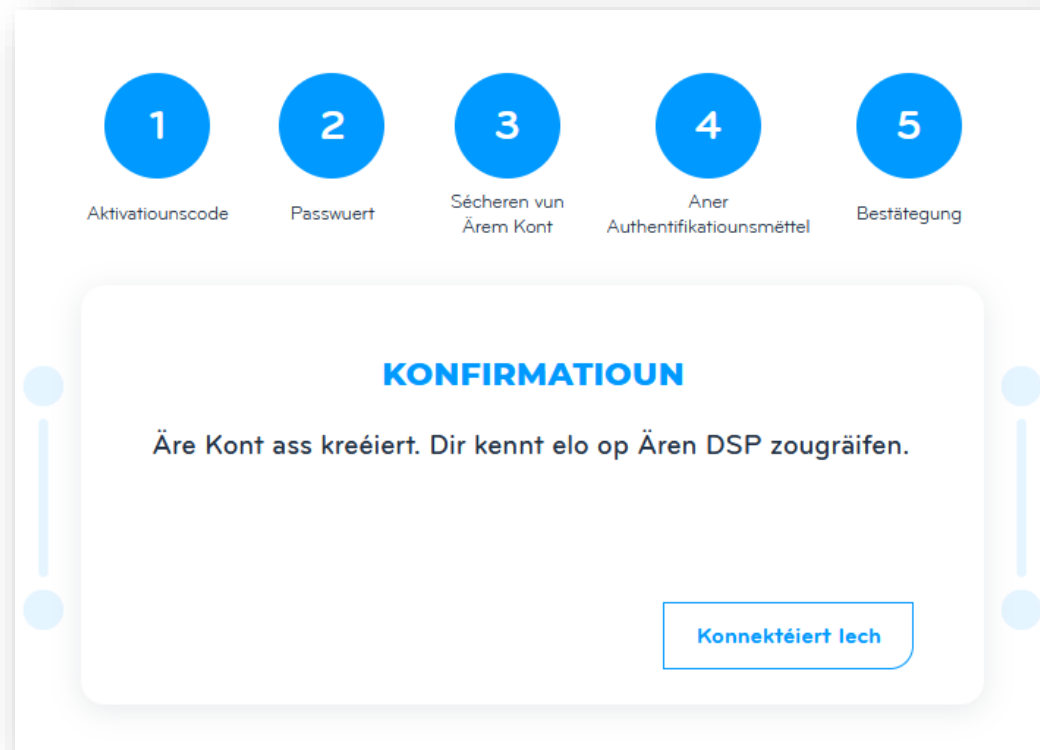 1
2
3
4
5
Aktivatiounscode
Passwuert
Sécheren vun
Ärem Kont
Aner
Authentifikatiounsmëttel
Bestätegung
KONFIRMATIOUN
Äre Kont ass kreéiert. Dir kennt elo op Ären DSP zougräifen.
Konnektéiert Iech